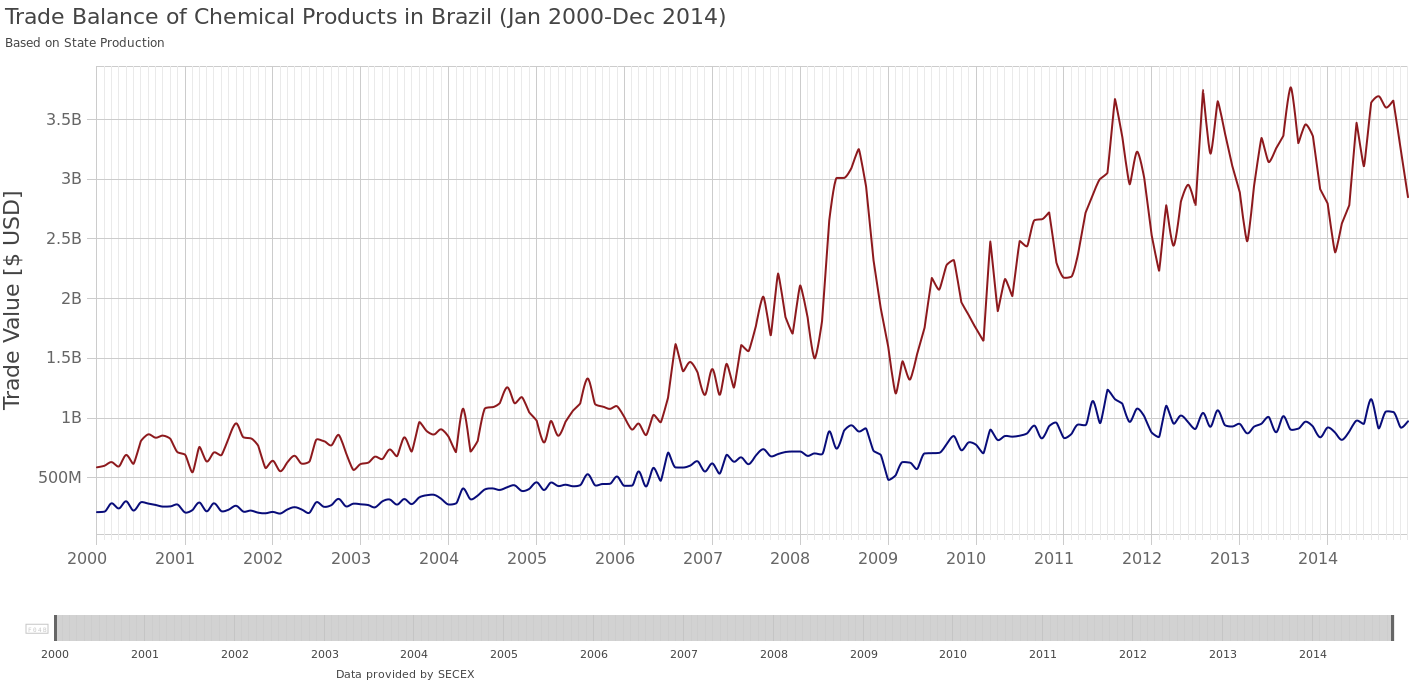 Trade Balance of Chemical Products in Brazil (Jan 2000-Dec 2014)
Based on State Production
Trade Value [$ USD]
3.5B
3B
2.5B
2B
1.5B
1B
500M
2000 2001 2002 2003 2004 2005 2006 2007 2008 2009 2010 2011 2012 2013 2014
2000 2001 2002 2003 2004 2005 2006 2007 2008 2009 2010 2011 2012 2013 2014
Data provided by SECEX